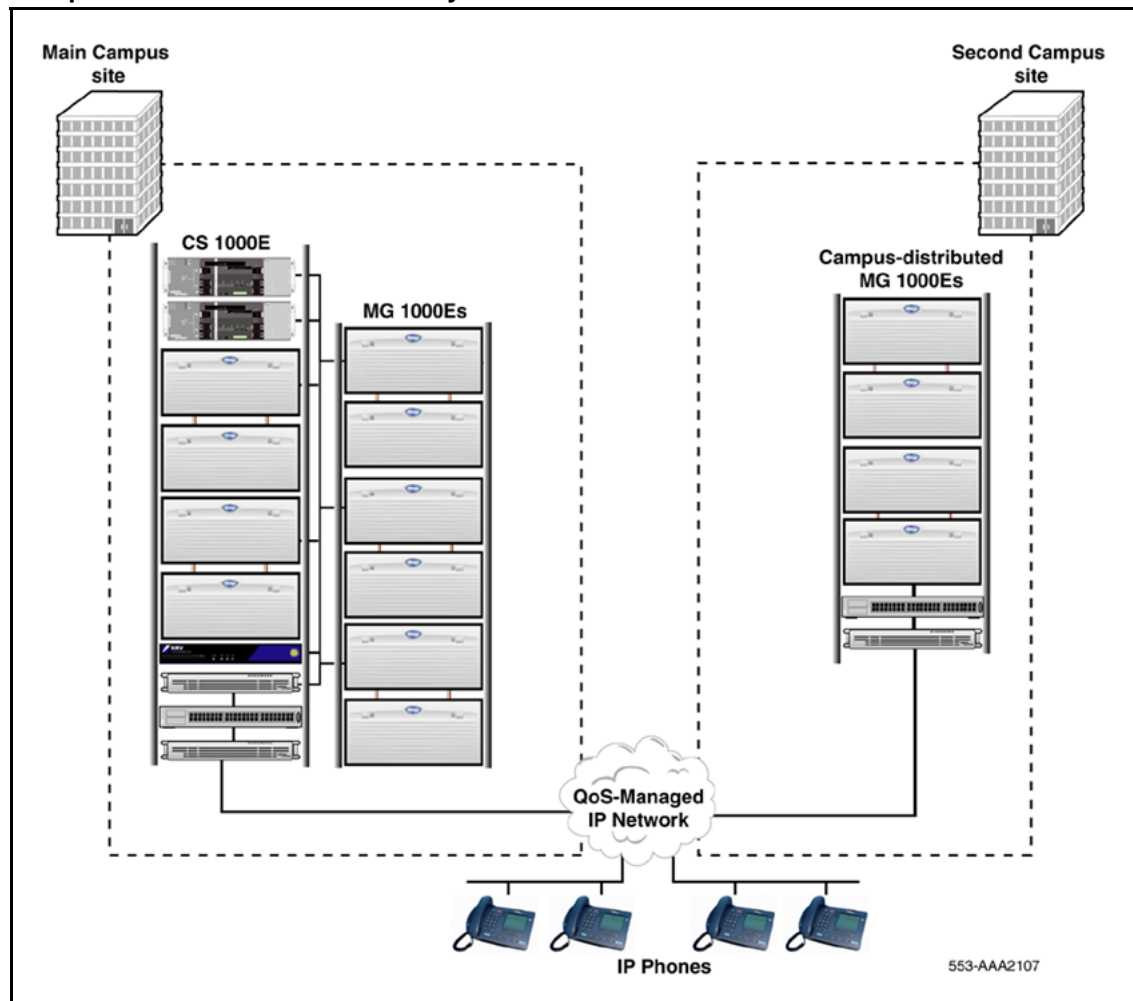 Main Campus
site
Second Campus
site
CS 1000E
MG 1000Es
Campus-distributed
MG 1000Es
QoS-Managed
IP Network
IP Phones
553-AAA2107